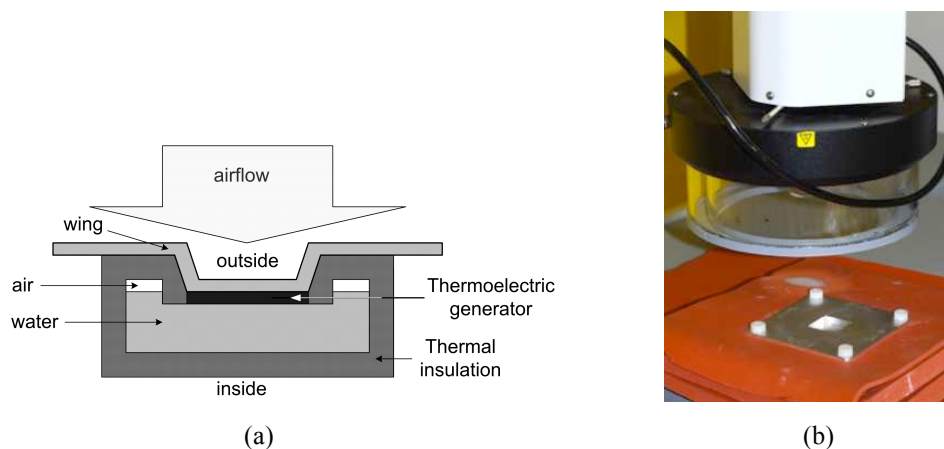 airflow
wing
outside
air
Thermoelectric
generator
water
Thermal
insulation
inside
(a)
(b)